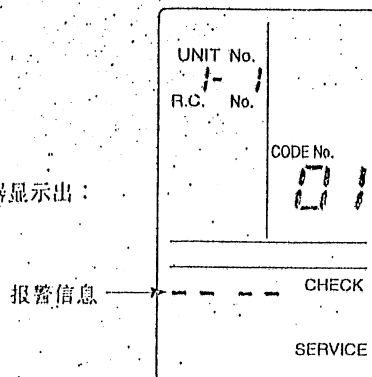 UNIT No.
1- 1
R.C. No.
CODE No.
01
器显示出：
报警信息
-- --
CHECK
SERVICE